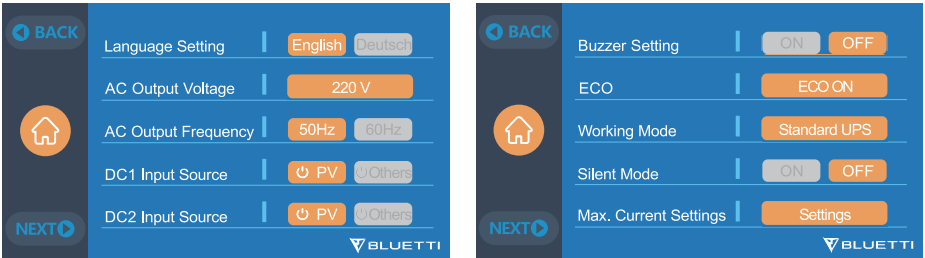 BACK
Language Setting English Deutsch
AC Output Voltage 220 V
AC Output Frequency 50Hz 60Hz
DC1 Input Source PV Others
DC2 Input Source PV Others
NEXT
BLUETTI
BACK
Buzzer Setting ON OFF
ECO ECO ON
Working Mode Standard UPS
Silent Mode ON OFF
Max. Current Settings Settings
NEXT
BLUETTI